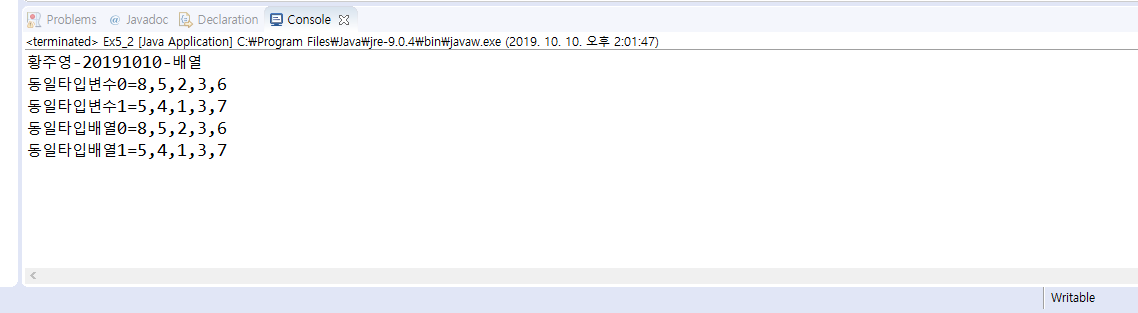 Problems @ Javadoc Declaration Console
<terminated> Ex5_2 [Java Application] C:₩Program Files₩Java₩jre-9.0.4₩bin₩javaw.exe (2019. 10. 10. 오후 2:01:47)
황주영-20191010-배열
동일타입변수0=8,5,2,3,6
동일타입변수1=5,4,1,3,7
동일타입배열0=8,5,2,3,6
동일타입배열1=5,4,1,3,7
Writable